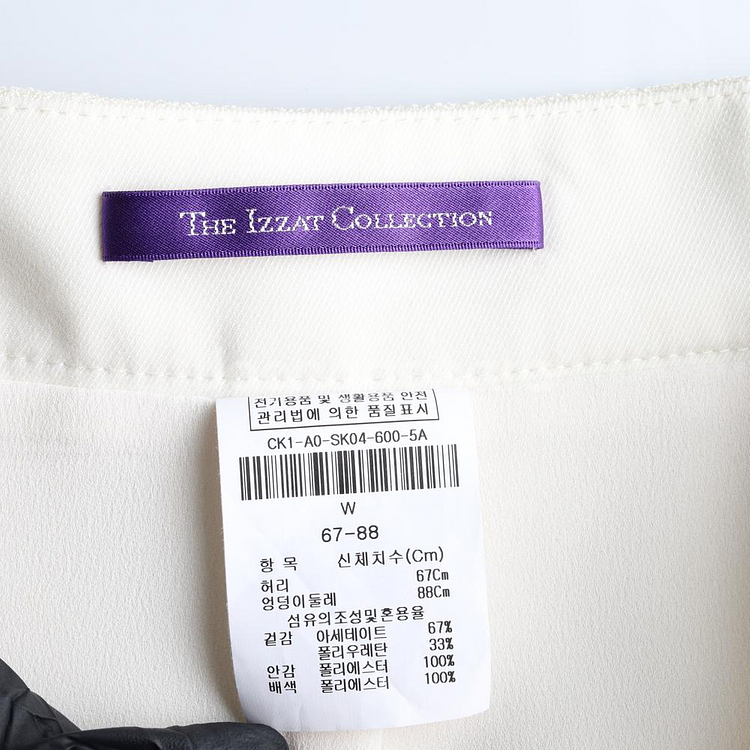 THE IZZAT COLLECTION
전기용품 및 생활용품 안전
관리법에 의한 품질표시
CK1-A0-SK04-600-5A
W
67-88
항 목 신체치수(Cm)
허리 67Cm
엉덩이둘레 88Cm
섬유의조성및혼용율
겉감 아세테이트 67%
폴리우레탄 33%
안감 폴리에스터 100%
배색 폴리에스터 100%